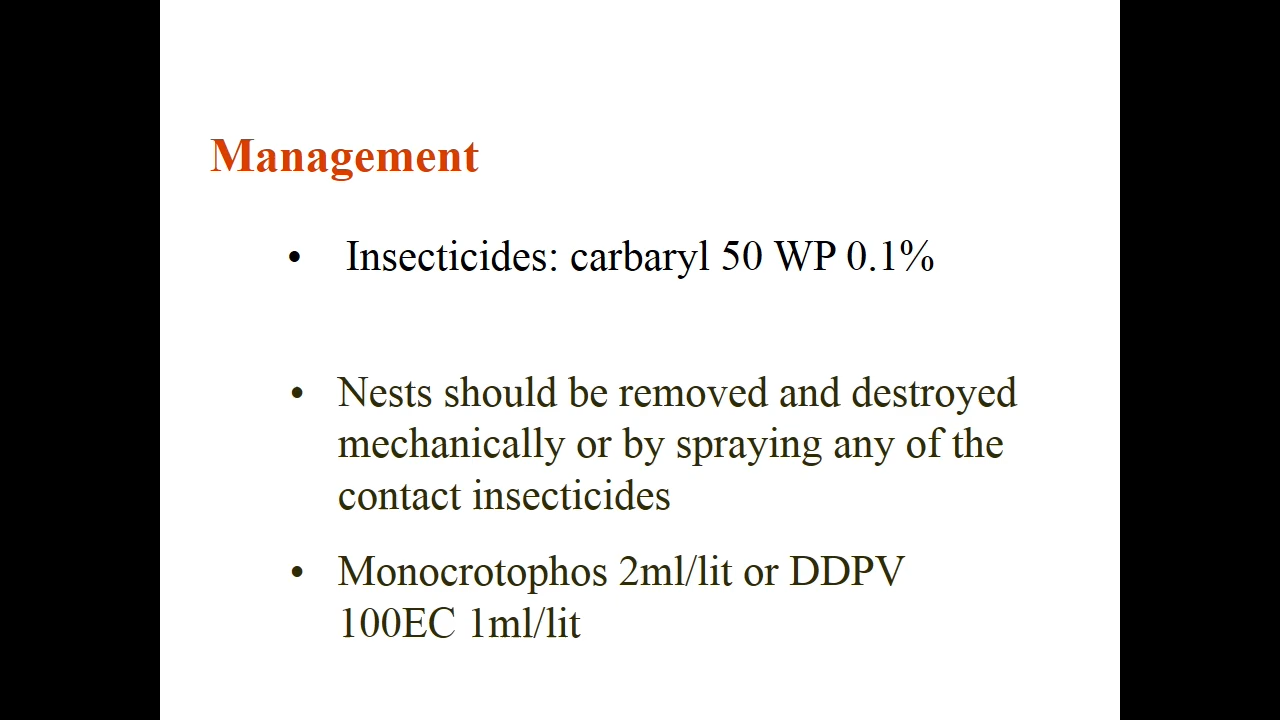 Management
• Insecticides: carbaryl 50 WP 0.1%
• Nests should be removed and destroyed
mechanically or by spraying any of the
contact insecticides
• Monocrotophos 2ml/lit or DDPV
100EC 1ml/lit